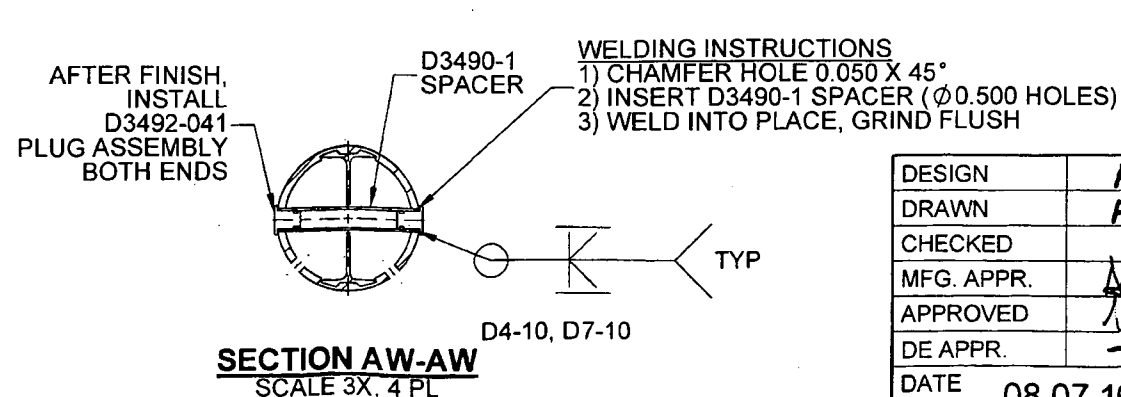 AFTER FINISH,
INSTALL
D3492-041
PLUG ASSEMBLY
BOTH ENDS
D3490-1
SPACER
WELDING INSTRUCTIONS
1) CHAMFER HOLE 0.050 X 45°
2) INSERT D3490-1 SPACER (Ø0.500 HOLES)
3) WELD INTO PLACE, GRIND FLUSH
TYP
D4-10, D7-10
SECTION AW-AW
SCALE 3X, 4 PL
DESIGN
DRAWN
CHECKED
MFG. APPR.
APPROVED
DE APPR.
DATE